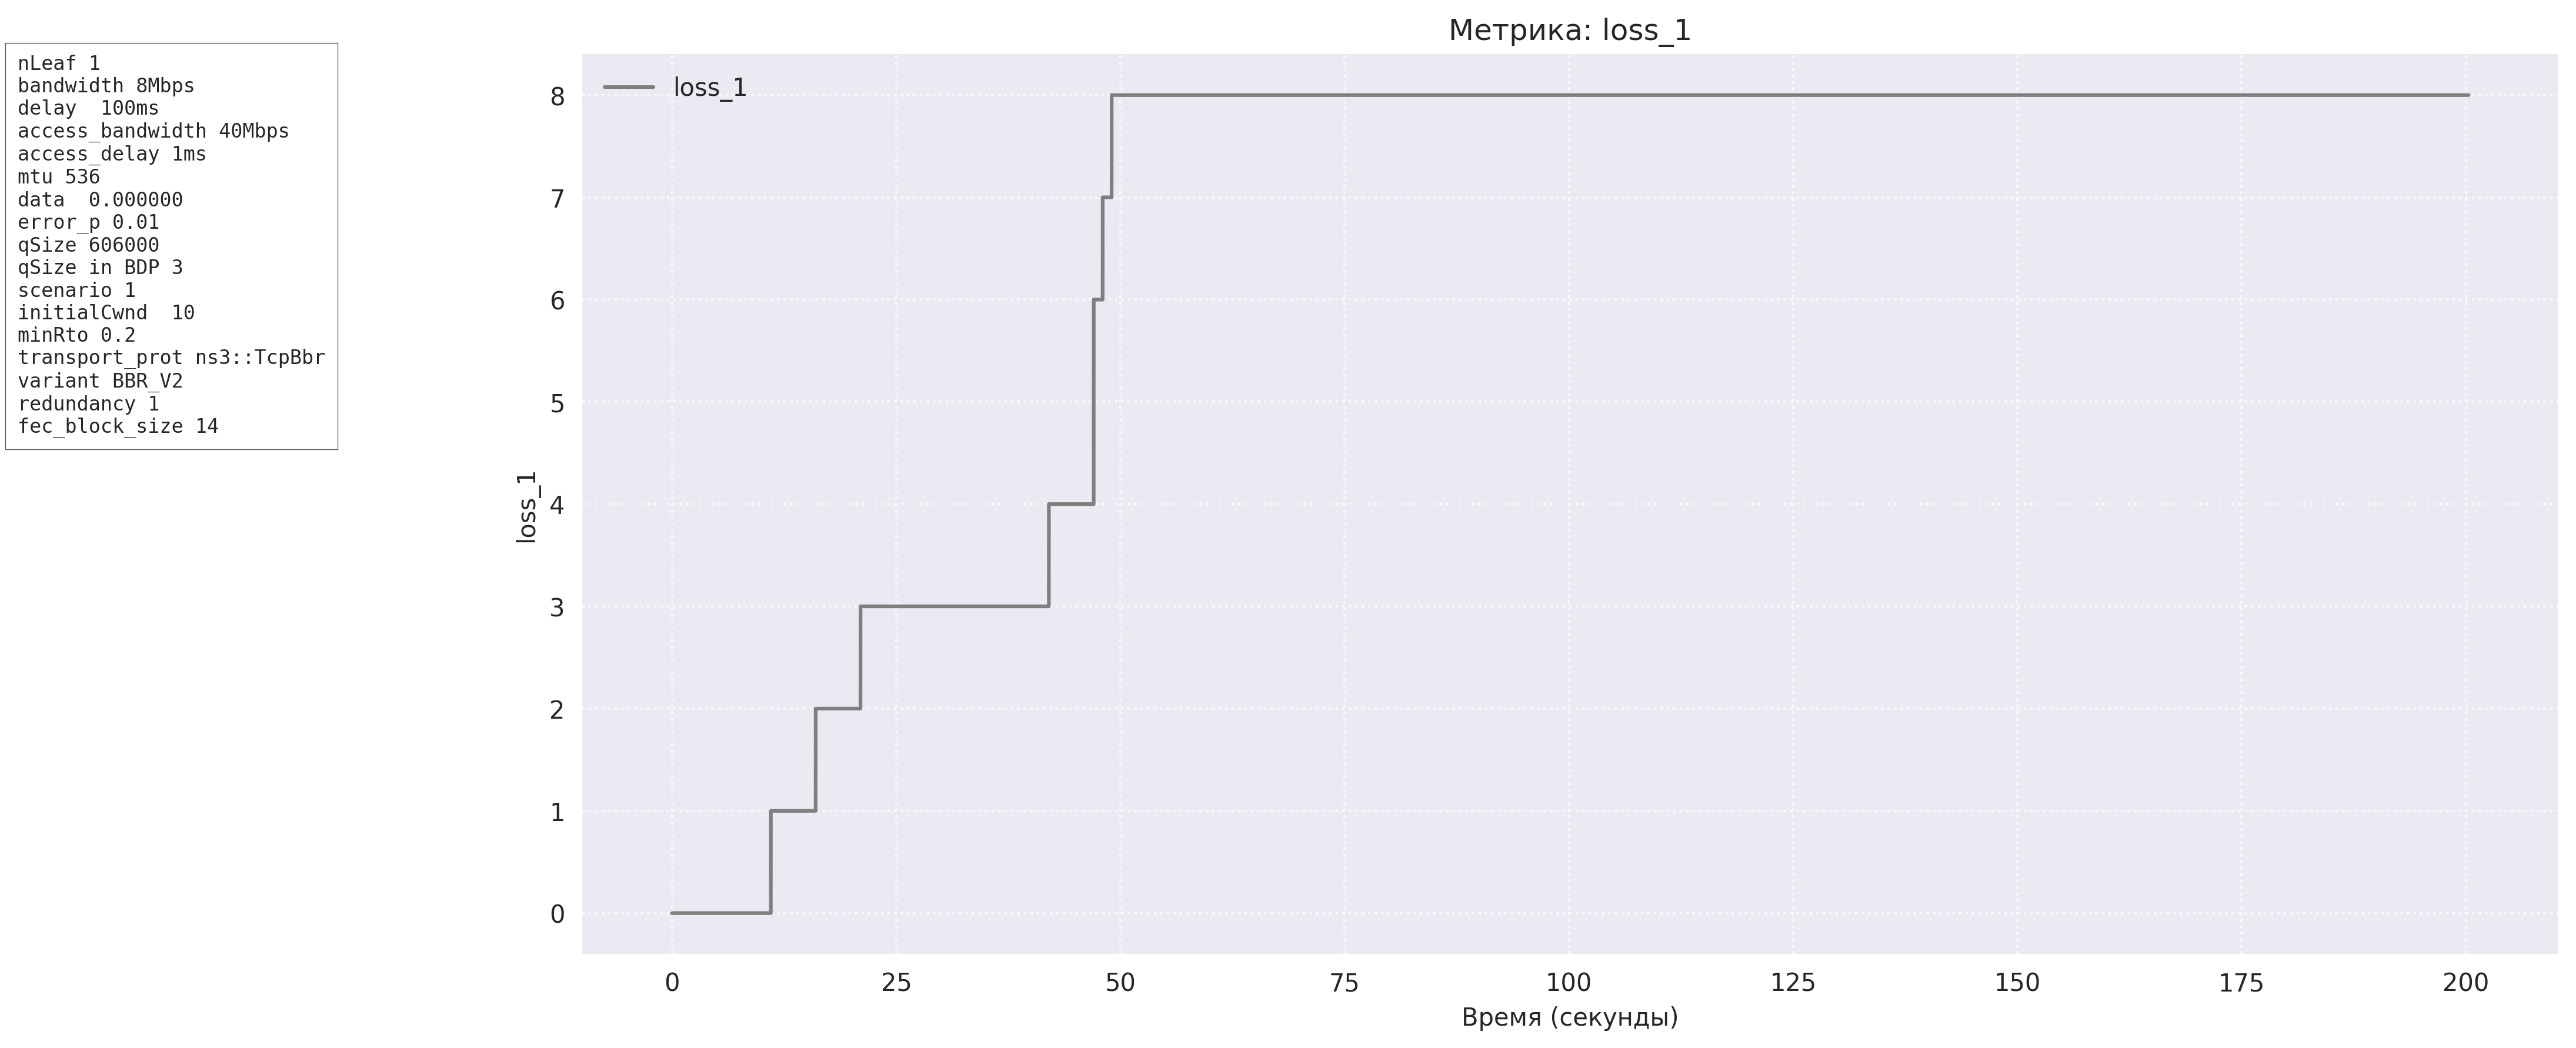 nLeaf 1
bandwidth 8Mbps
delay  100ms
access_bandwidth 40Mbps
access_delay 1ms
mtu 536
data  0.000000
error_p 0.01
qSize 606000
qSize in BDP 3
scenario 1
initialCwnd  10
minRto 0.2
transport_prot ns3::TcpBbr
variant BBR_V2
redundancy 1
fec_block_size 14
Метрика: loss_1
loss_1
loss_1
8
7
6
5
4
3
2
1
0
0 25 50 75 100 125 150 175 200
Время (секунды)